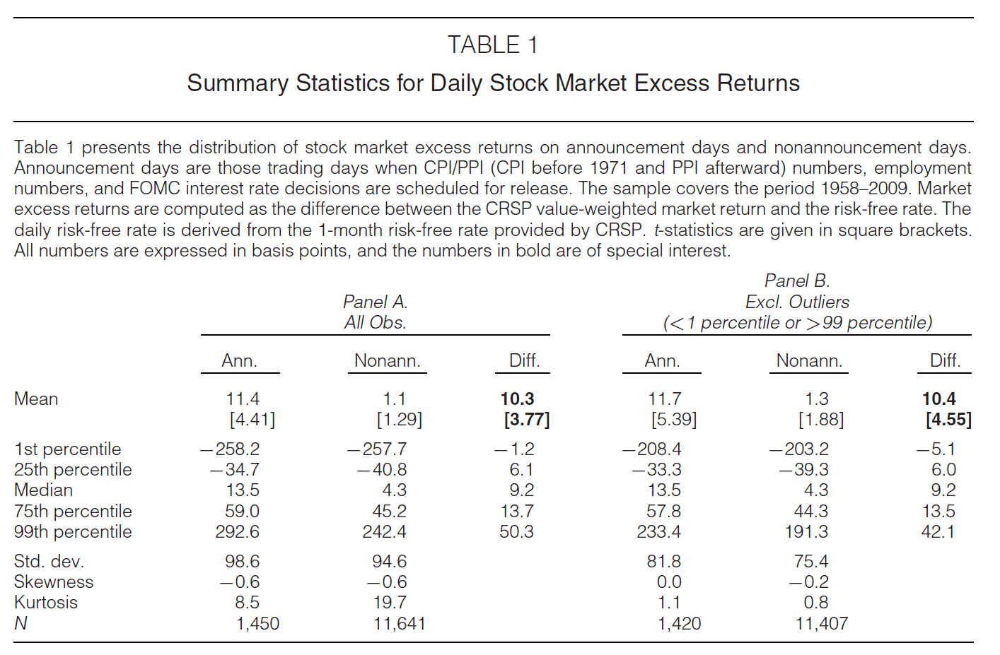 TABLE 1
Summary Statistics for Daily Stock Market Excess Returns
Table 1 presents the distribution of stock market excess returns on announcement days and nonannouncement days.
Announcement days are those trading days when CPI/PPI (CPI before 1971 and PPI afterward) numbers, employment
numbers, and FOMC interest rate decisions are scheduled for release. The sample covers the period 1958–2009. Market
excess returns are computed as the difference between the CRSP value-weighted market return and the risk-free rate. The
daily risk-free rate is derived from the 1-month risk-free rate provided by CRSP. t-statistics are given in square brackets.
All numbers are expressed in basis points, and the numbers in bold are of special interest.
Panel A.
All Obs.
Panel B.
Excl. Outliers
(<1 percentile or >99 percentile)
Ann. Nonann. Diff. Ann. Nonann. Diff.
Mean 11.4 1.1 10.3 11.7 1.3 10.4
[4.41] [1.29] [3.77] [5.39] [1.88] [4.55]
1st percentile −258.2 −257.7 −1.2 −208.4 −203.2 −5.1
25th percentile −34.7 −40.8 6.1 −33.3 −39.3 6.0
Median 13.5 4.3 9.2 13.5 4.3 9.2
75th percentile 59.0 45.2 13.7 57.8 44.3 13.5
99th percentile 292.6 242.4 50.3 233.4 191.3 42.1
Std. dev. 98.6 94.6 81.8 75.4
Skewness −0.6 −0.6 0.0 −0.2
Kurtosis 8.5 19.7 1.1 0.8
N 1,450 11,641 1,420 11,407